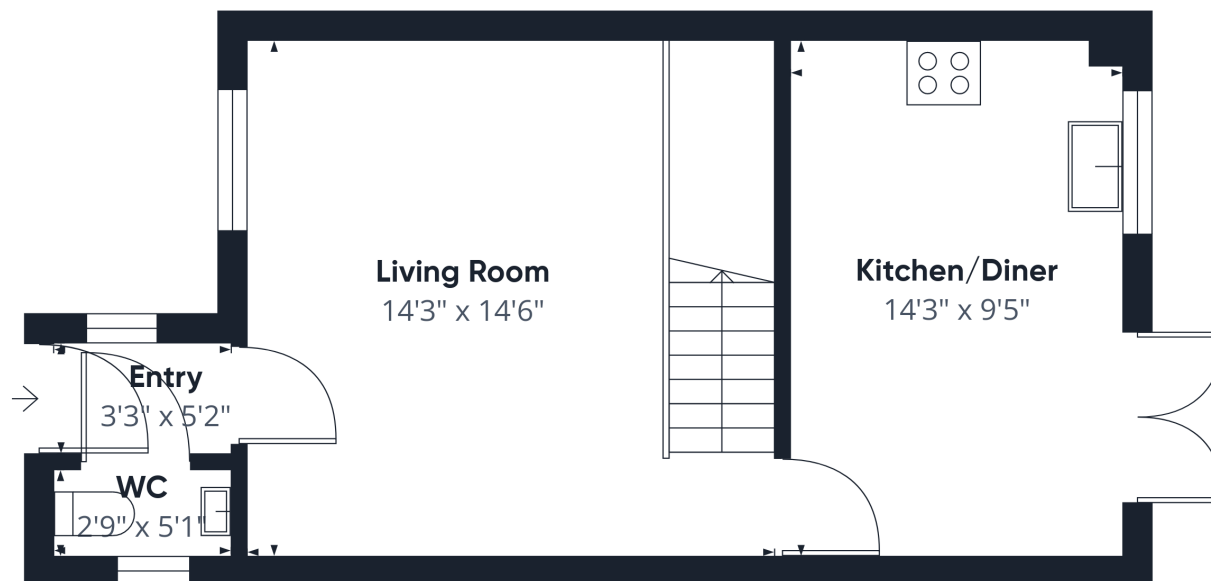 Living Room
14'3" x 14'6"
Kitchen/Diner
14'3" x 9'5"
Entry
3'3" x 5'2"
WC
2'9" x 5'1"